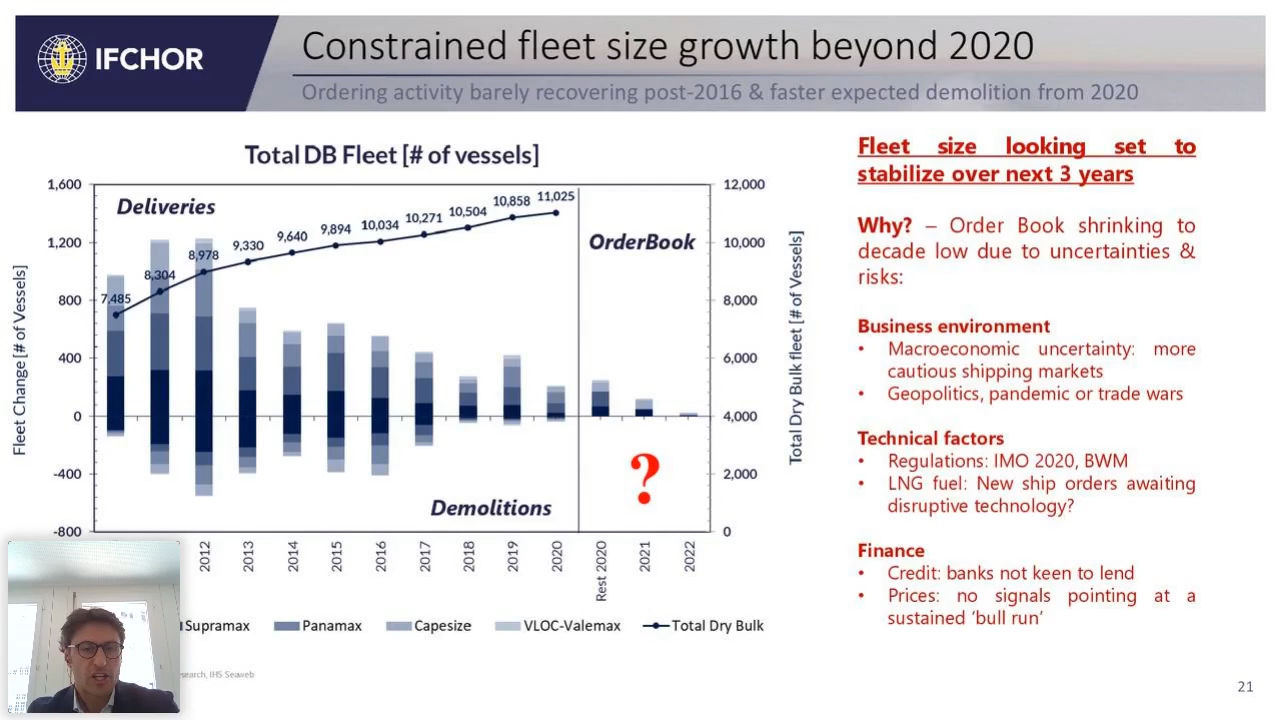 IFCHOR
Constrained fleet size growth beyond 2020
Ordering activity barely recovering post-2016 & faster expected demolition from 2020
Total DB Fleet [# of vessels]
1,600
1,200
800
400
0
-400
-800
Fleet Change [# of Vessels]
Deliveries
7,485
8,304
8,978
9,330
9,640
9,894
10,034
10,271
10,504
10,858
11,025
OrderBook
Demolitions
?
12,000
10,000
8,000
6,000
4,000
2,000
0
Total Dry Bulk fleet [# of Vessels]
2012
2013
2014
2015
2016
2017
2018
2019
2020
Rest 2020
2021
2022
Supramax
Panamax
Capesize
VLOC-Valemax
Total Dry Bulk
IHS Seaweb
Fleet size looking set to
stabilize over next 3 years
Why? – Order Book shrinking to
decade low due to uncertainties &
risks:
Business environment
• Macroeconomic uncertainty: more
cautious shipping markets
• Geopolitics, pandemic or trade wars
Technical factors
• Regulations: IMO 2020, BWM
• LNG fuel: New ship orders awaiting
disruptive technology?
Finance
• Credit: banks not keen to lend
• Prices: no signals pointing at a
sustained ‘bull run’
21